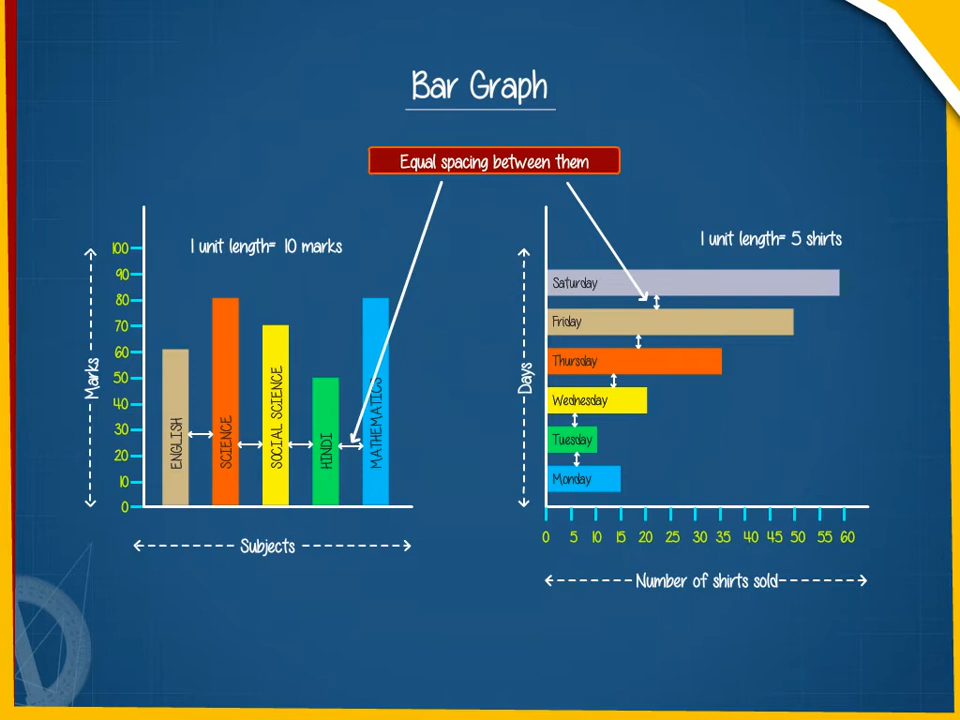 Bar Graph
Equal spacing between them
1 unit length= 10 marks
100
90
80
70
60
50
40
30
20
10
0
Marks
ENGLISH
SCIENCE
SOCIAL SCIENCE
HINDI
MATHEMATICS
Subjects
1 unit length= 5 shirts
Days
Saturday
Friday
Thursday
Wednesday
Tuesday
Monday
0 5 10 15 20 25 30 35 40 45 50 55 60
Number of shirts sold